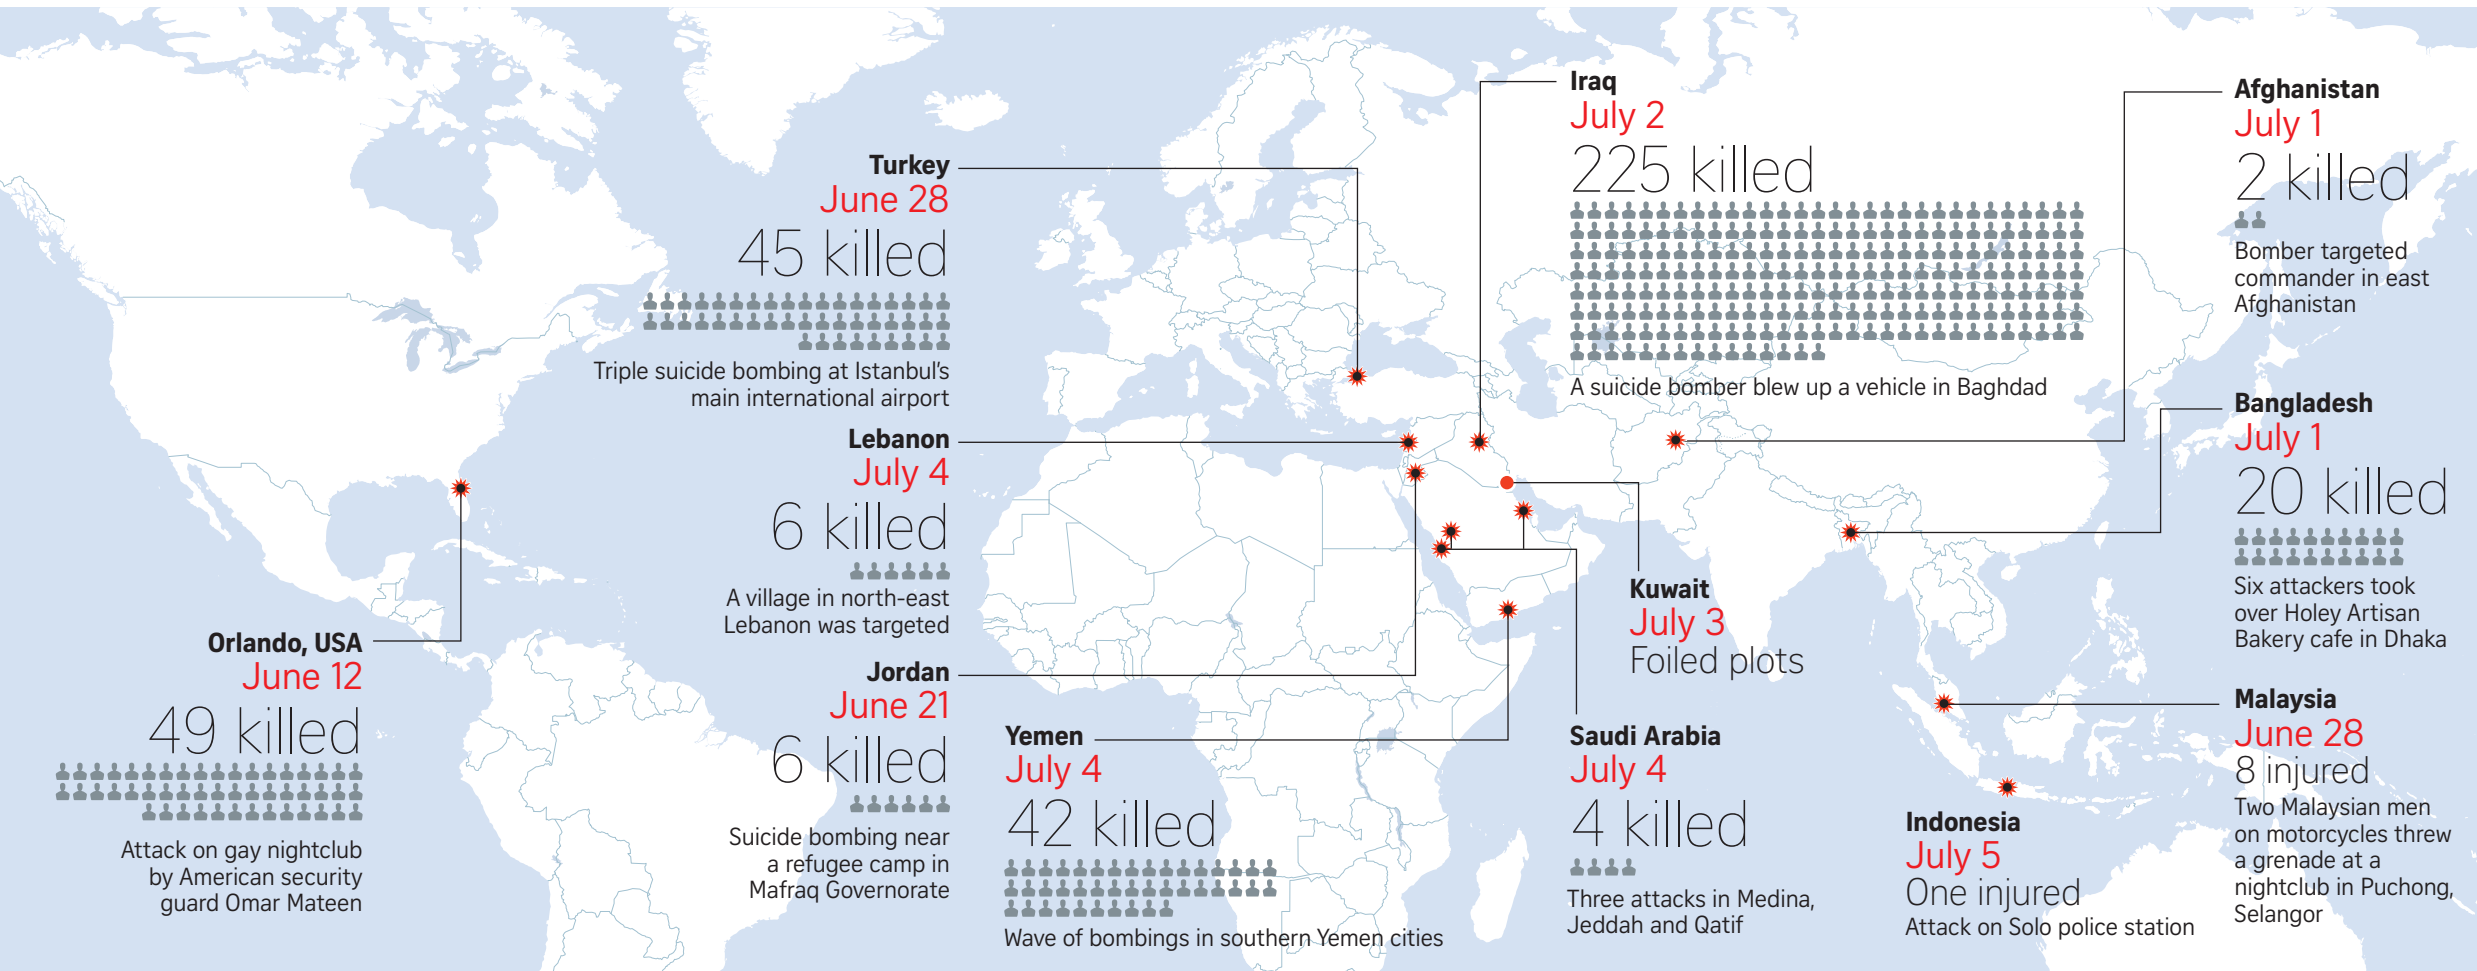 Turkey
June 28
45 killed
Triple suicide bombing at Istanbul's
main international airport
Lebanon
July 4
6 killed
A village in north-east
Lebanon was targeted
Orlando, USA
June 12
49 killed
Attack on gay nightclub
by American security
guard Omar Mateen
Jordan
June 21
6 killed
Suicide bombing near
a refugee camp in
Mafraq Governorate
Yemen
July 4
42 killed
Wave of bombings in southern Yemen cities
Iraq
July 2
225 killed
A suicide bomber blew up a vehicle in Baghdad
Kuwait
July 3
Foiled plots
Saudi Arabia
July 4
4 killed
Three attacks in Medina,
Jeddah and Qatif
Indonesia
July 5
One injured
Attack on Solo police station
Afghanistan
July 1
2 killed
Bomber targeted
commander in east
Afghanistan
Bangladesh
July 1
20 killed
Six attackers took
over Holey Artisan
Bakery cafe in Dhaka
Malaysia
June 28
8 injured
Two Malaysian men
on motorcycles threw
a grenade at a
nightclub in Puchong,
Selangor